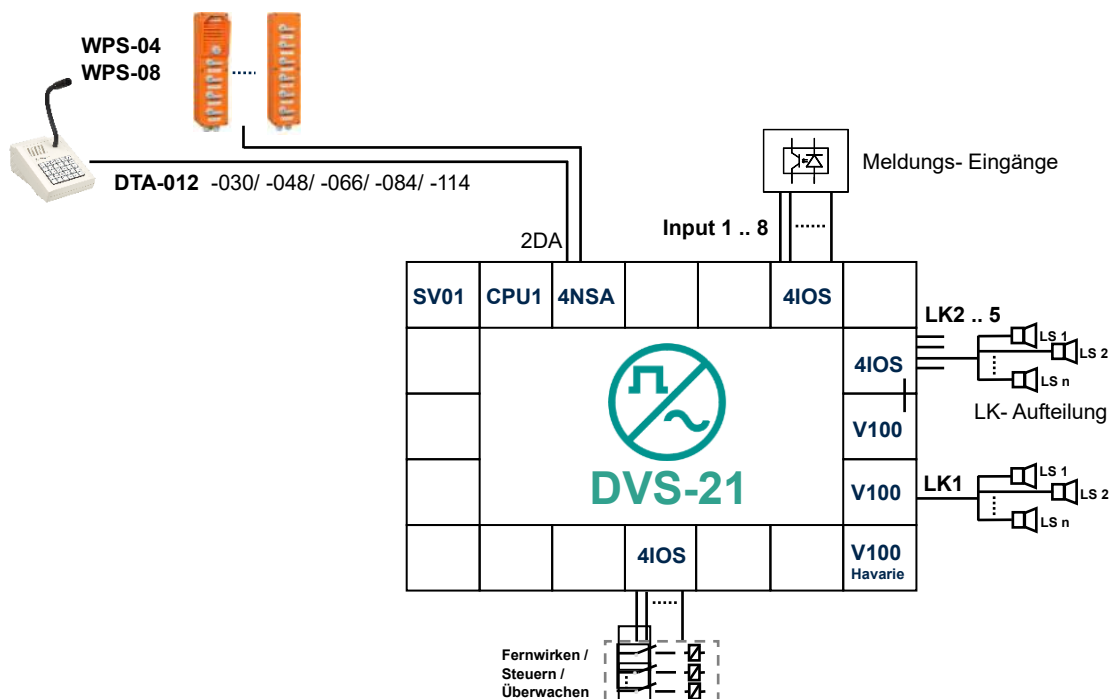 WPS-04
WPS-08
DTA-012 -030/ -048/ -066/ -084/ -114
Meldungs- Eingänge
Input 1 .. 8
2DA
SV01
CPU1
4NSA
4IOS
LK2 .. 5
LS 1
LS 2
LS n
4IOS
LK- Aufteilung
V100
DVS-21
V100
LK1
LS 1
LS 2
LS n
4IOS
V100
Havarie
Fernwirken /
Steuern /
Überwachen